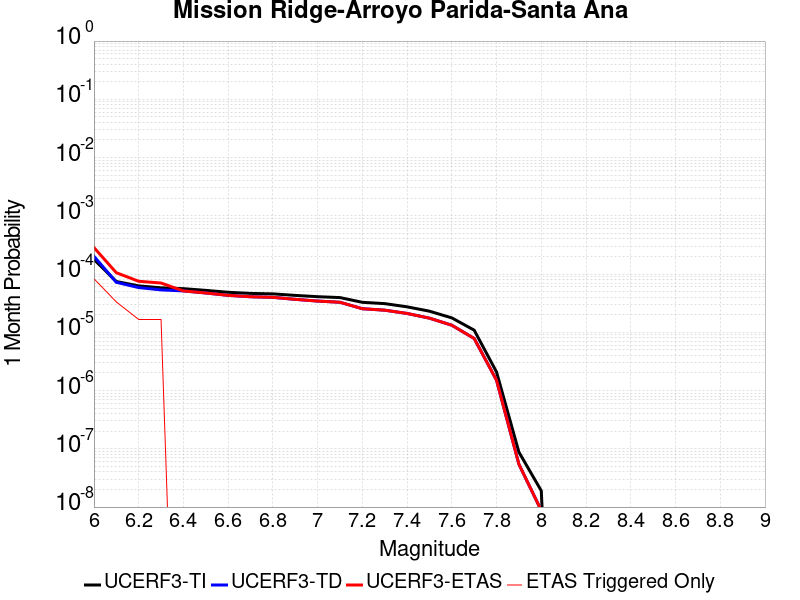 Mission Ridge-Arroyo Parida-Santa Ana
10^0
10^-1
10^-2
10^-3
10^-4
10^-5
10^-6
10^-7
10^-8
1 Month Probability
6 6.2 6.4 6.6 6.8 7 7.2 7.4 7.6 7.8 8 8.2 8.4 8.6 8.8 9
Magnitude
UCERF3-TI UCERF3-TD UCERF3-ETAS ETAS Triggered Only